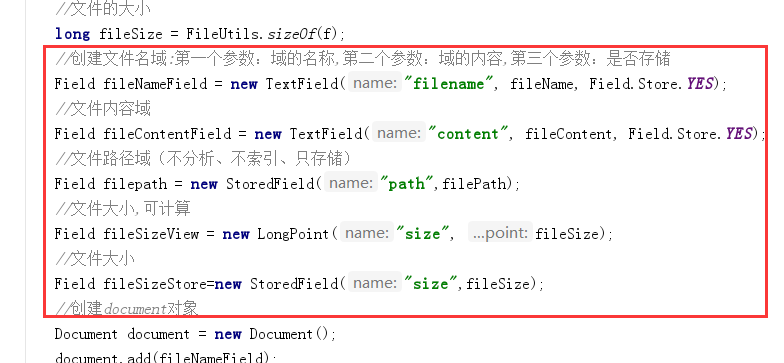 //文件的大小
long fileSize = FileUtils.sizeOf(f);
//创建文件名域:第一个参数：域的名称,第二个参数：域的内容,第三个参数：是否存储
Field fileNameField = new TextField( name: "filename", fileName, Field.Store.YES);
//文件内容域
Field fileContentField = new TextField( name: "content", fileContent, Field.Store.YES);
//文件路径域（不分析、不索引、只存储）
Field filepath = new StoredField( name: "path",filePath);
//文件大小,可计算
Field fileSizeView = new LongPoint( name: "size", ...point: fileSize);
//文件大小
Field fileSizeStore=new StoredField( name: "size",fileSize);
//创建document对象
Document document = new Document();
document.add(fileNameField);